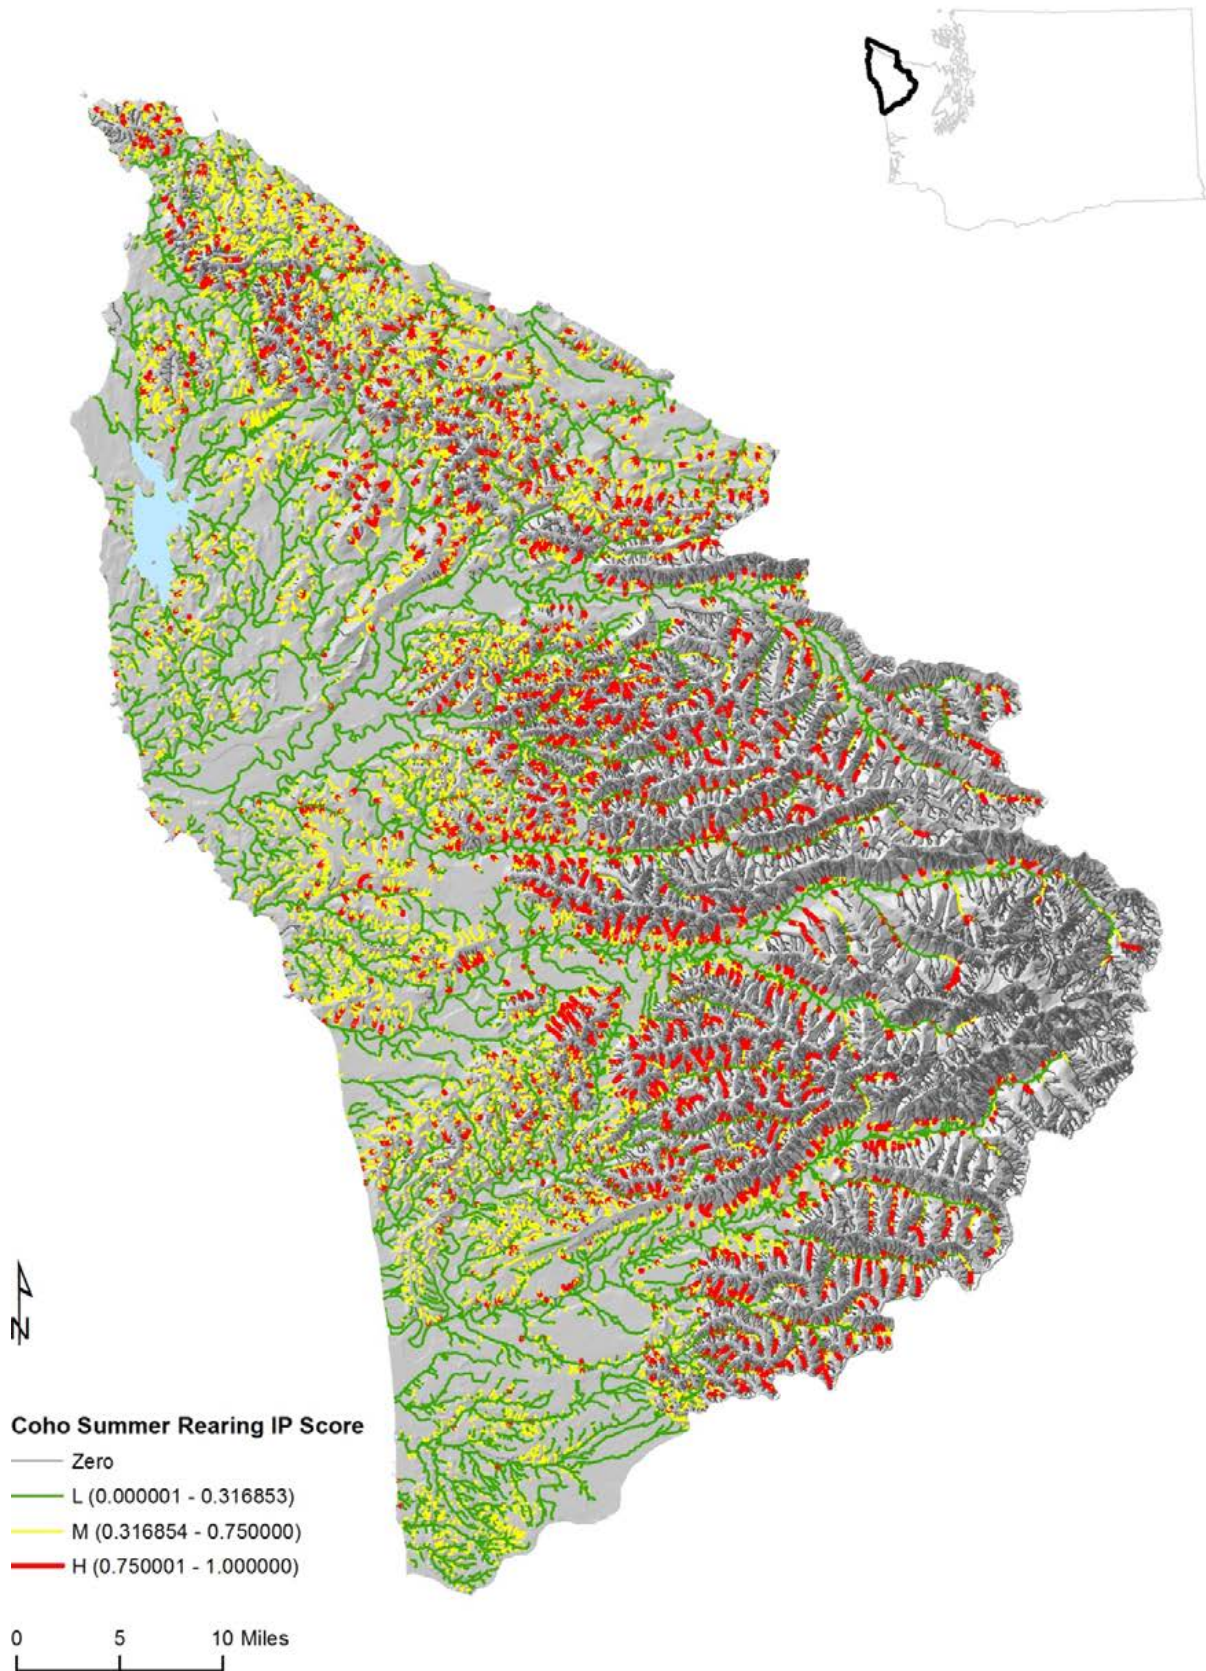 N
Coho Summer Rearing IP Score
Zero
L (0.000001 - 0.316853)
M (0.316854 - 0.750000)
H (0.750001 - 1.000000)
0 5 10 Miles